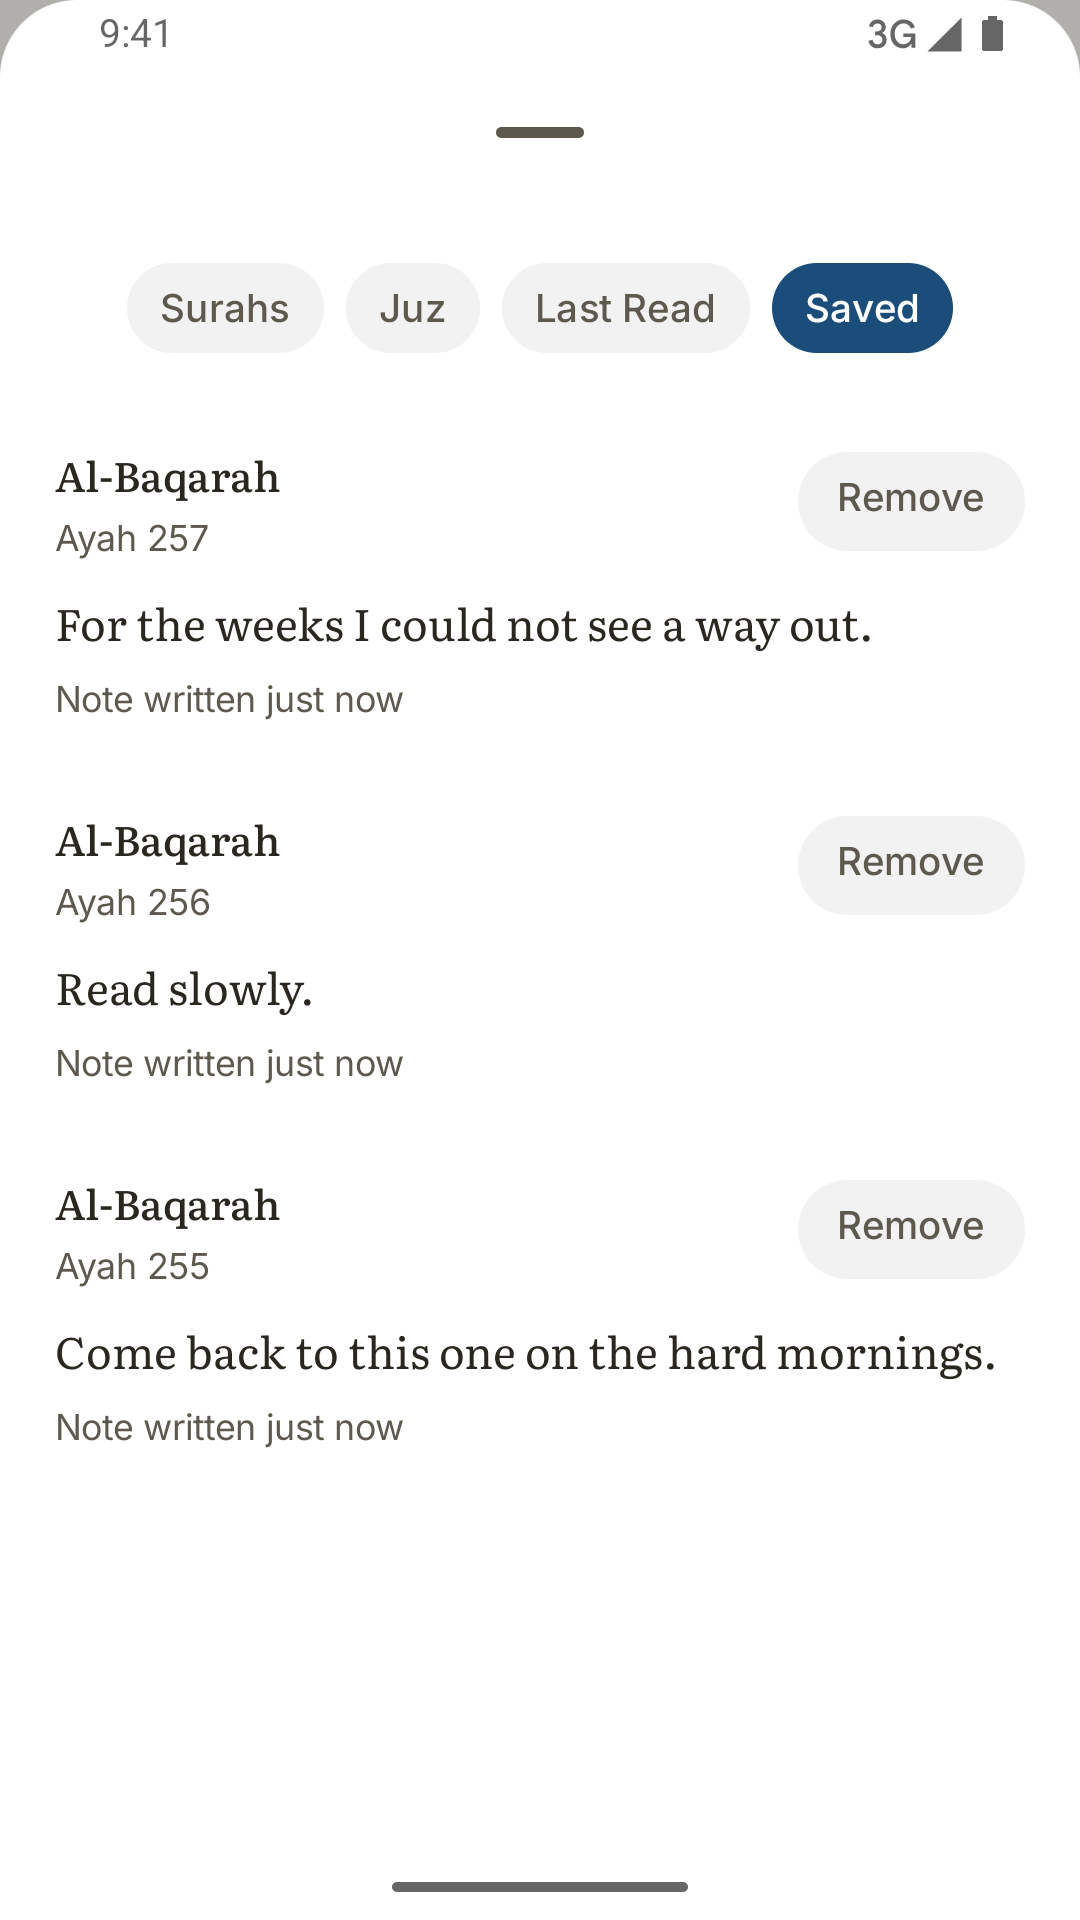 9:41 3G
Surahs Juz Last Read Saved
Al-Baqarah Remove
Ayah 257
For the weeks I could not see a way out.
Note written just now
Al-Baqarah Remove
Ayah 256
Read slowly.
Note written just now
Al-Baqarah Remove
Ayah 255
Come back to this one on the hard mornings.
Note written just now